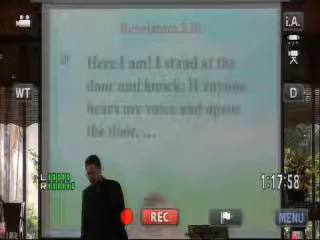 Revelation 3:20
i.A.
Here I am! I stand at the
door and knock. If anyone
hears my voice and opens
the door, ...
WT
D
L
R
1:17:58
REC
MENU